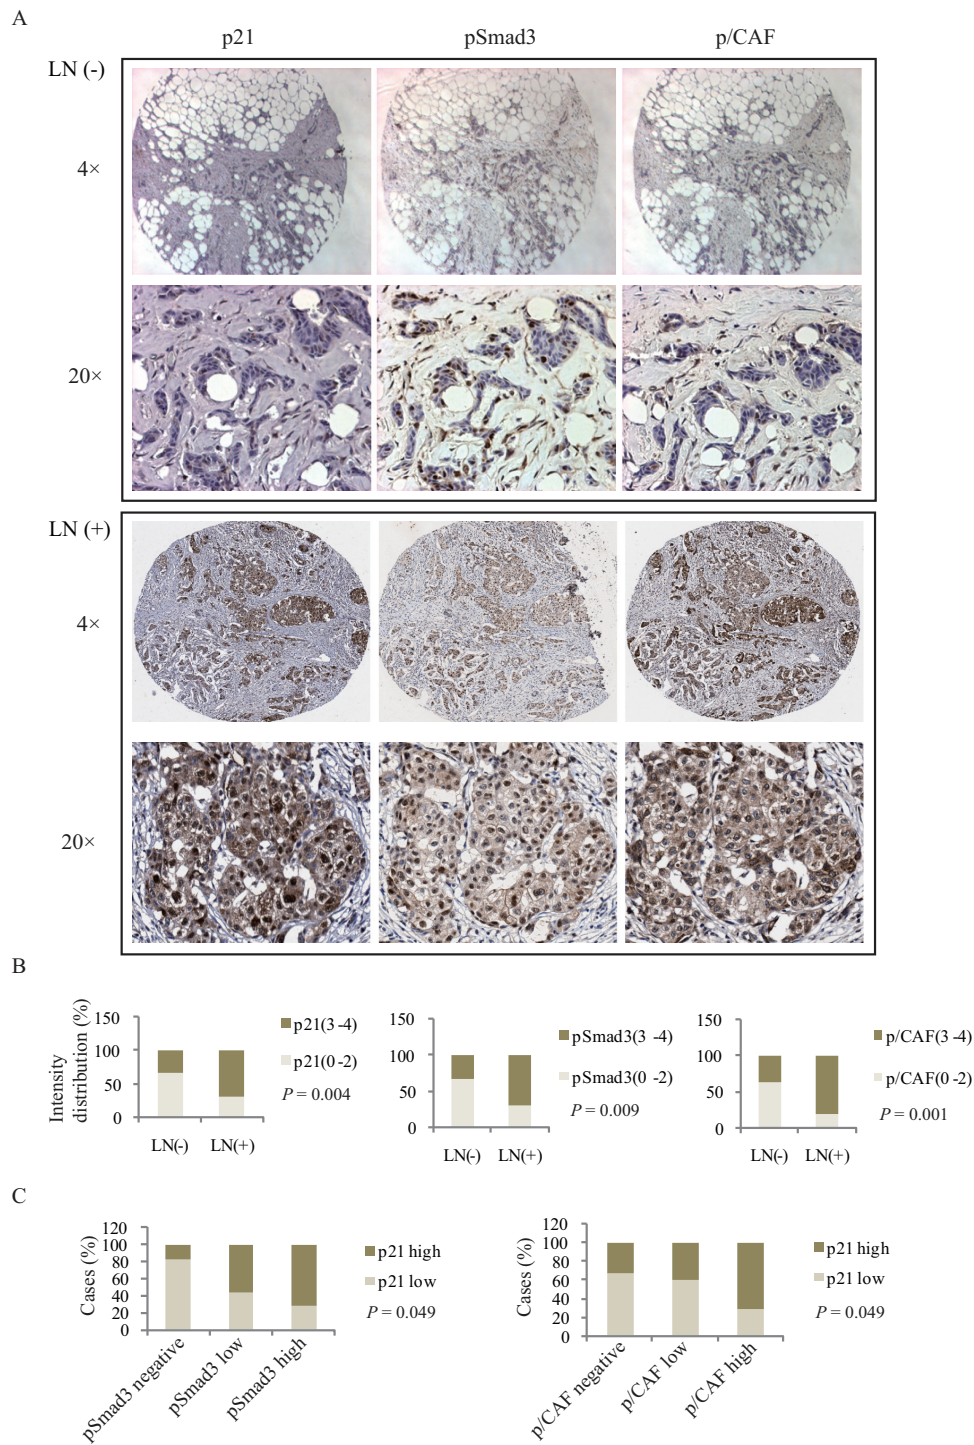 A
p21 pSmad3 p/CAF
LN (-)
4×
20×
LN (+)
4×
20×
B
Intensity
distribution (%)
150
100
50
0
LN(-) LN(+)
p21(3-4)
p21(0-2)
P = 0.004
150
100
50
0
LN(-) LN(+)
pSmad3(3 -4)
pSmad3(0 -2)
P = 0.009
150
100
50
0
LN(-) LN(+)
p/CAF(3 -4)
p/CAF(0 -2)
P = 0.001
C
Cases (%)
120
100
80
60
40
20
0
pSmad3 negative
pSmad3 low
pSmad3 high
p21 high
p21 low
P = 0.049
Cases (%)
120
100
80
60
40
20
0
p/CAF negative
p/CAF low
p/CAF high
p21 high
p21 low
P = 0.049